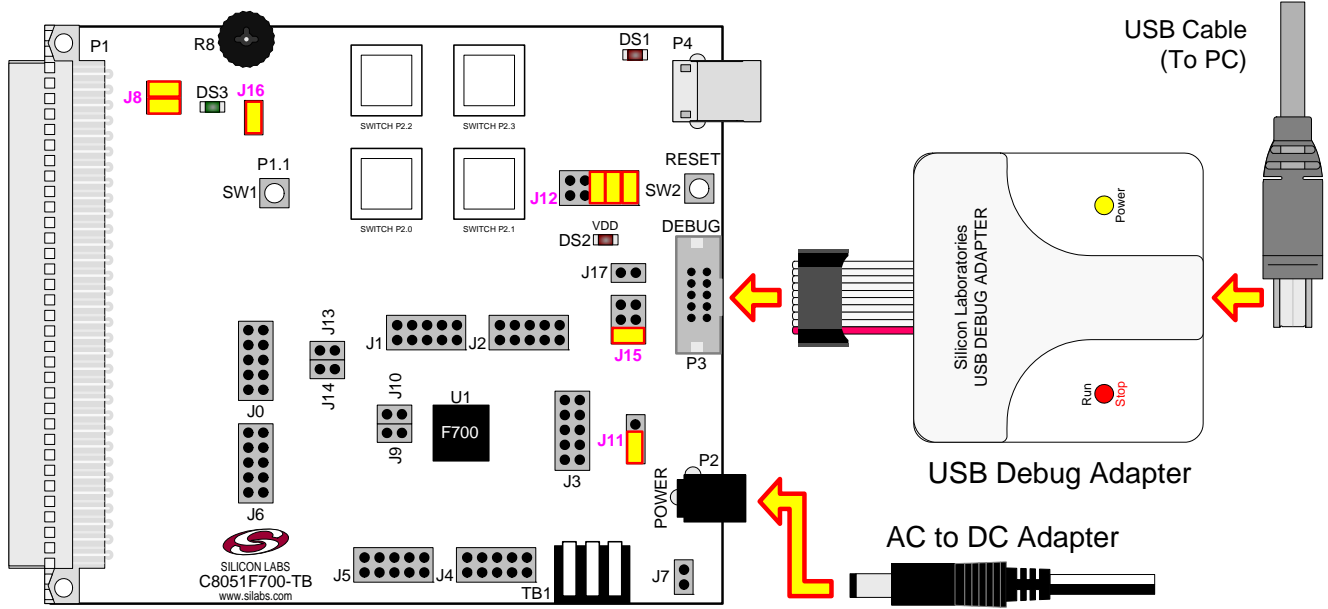 USB Cable
(To PC)
P1
R8
DS1
P4
J8
DS3
J16
SWITCH P2.2
SWITCH P2.3
P1.1
SW1
RESET
J12
SW2
SWITCH P2.0
SWITCH P2.1
VDD
DS2
DEBUG
J17
J15
P3
Silicon Laboratories
USB DEBUG ADAPTER
Power
Run
Stop
J13
J14
J1
J2
J0
J10
J9
U1
F700
J11
J3
P2
POWER
USB Debug Adapter
J6
SILICON LABS
C8051F700-TB
www.silabs.com
J5
J4
TB1
J7
AC to DC Adapter